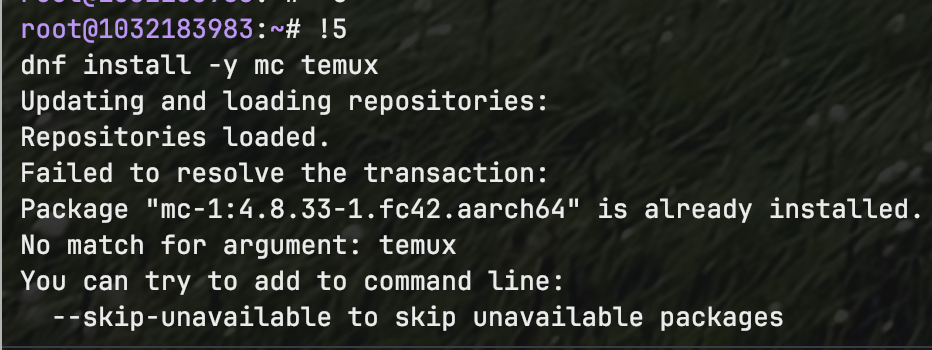 root@1032183983:~# !5
dnf install -y mc temux
Updating and loading repositories:
Repositories loaded.
Failed to resolve the transaction:
Package "mc-1:4.8.33-1.fc42.aarch64" is already installed.
No match for argument: temux
You can try to add to command line:
  --skip-unavailable to skip unavailable packages